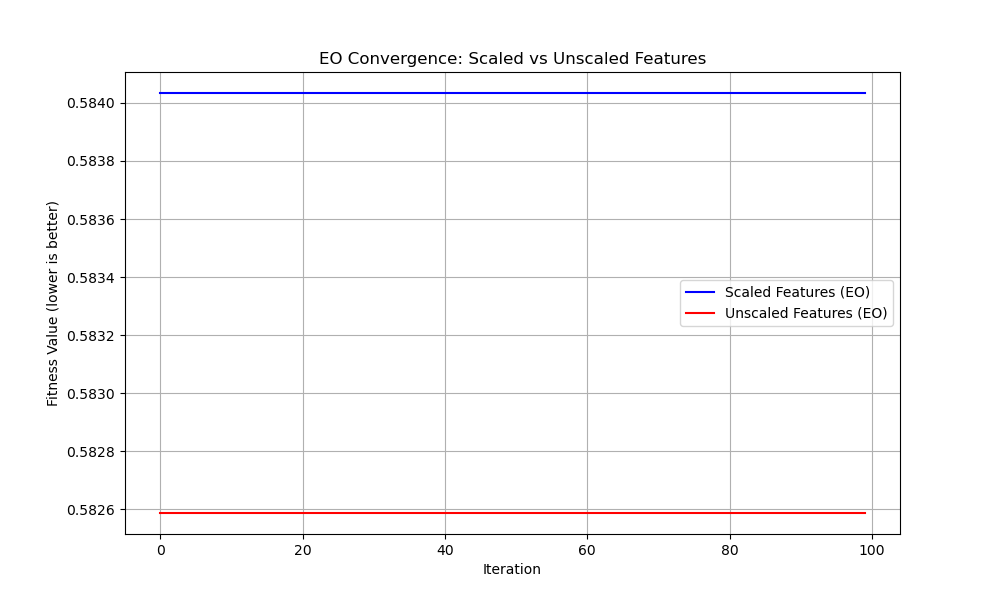 EO Convergence: Scaled vs Unscaled Features
Fitness Value (lower is better)
0.5840
0.5838
0.5836
0.5834
0.5832
0.5830
0.5828
0.5826
Scaled Features (EO)
Unscaled Features (EO)
0 20 40 60 80 100
Iteration